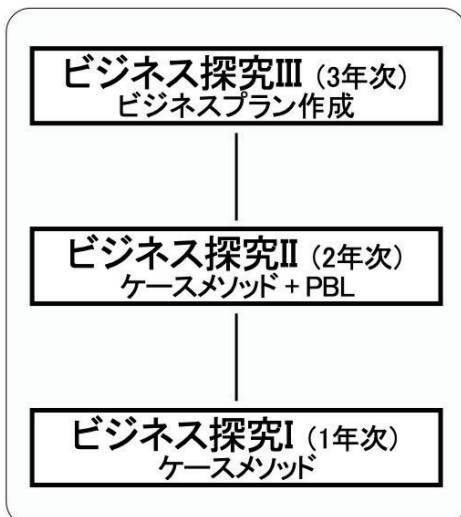 ビジネス探究Ⅲ（3年次）
ビジネスプラン作成
ビジネス探究Ⅱ（2年次）
ケースメソッド + PBL
ビジネス探究Ⅰ（1年次）
ケースメソッド